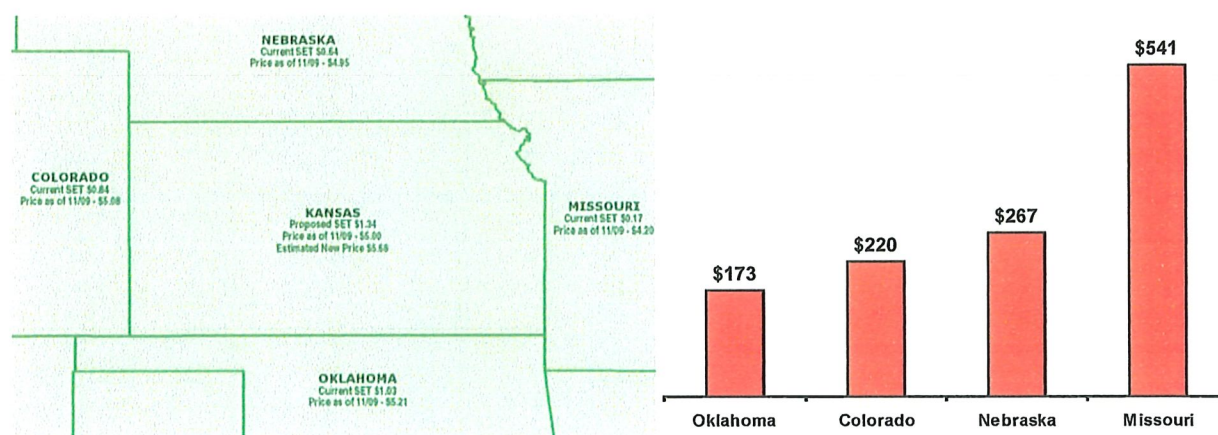 NEBRASKA
Current SET $0.64
Price as of 11/09 - $4.95
COLORADO
Current SET $0.84
Price as of 11/09 - $5.08
KANSAS
Proposed SET $1.34
Price as of 11/09 - $5.00
Estimated New Price $5.68
MISSOURI
Current SET $0.17
Price as of 11/09 - $4.20
OKLAHOMA
Current SET $1.03
Price as of 11/09 - $5.21
$541
$267
$220
$173
Oklahoma
Colorado
Nebraska
Missouri